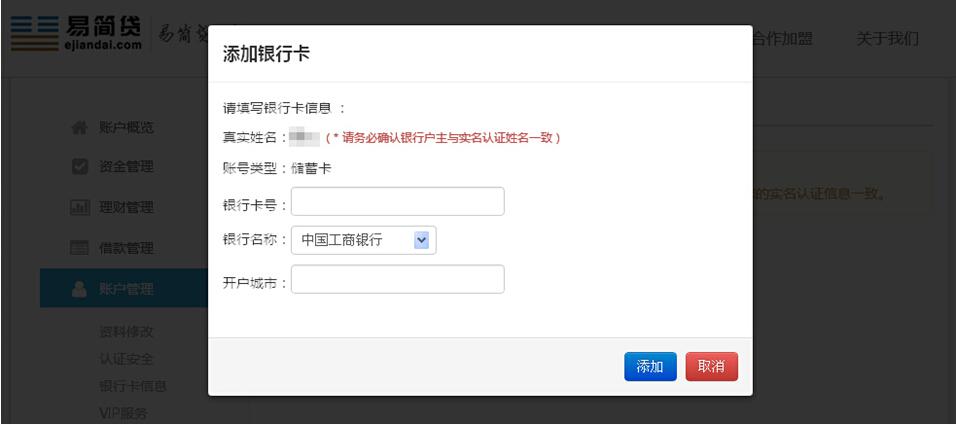 易简贷
ejiandai.com
易简
合作加盟
关于我们
添加银行卡
请填写银行卡信息 ：
真实姓名：
（* 请务必确认银行户主与实名认证姓名一致）
账号类型：储蓄卡
银行卡号：
银行名称：
中国工商银行
开户城市：
添加
取消
账户概览
资金管理
理财管理
借款管理
账户管理
资料修改
认证安全
银行卡信息
VIP服务
的实名认证信息一致。